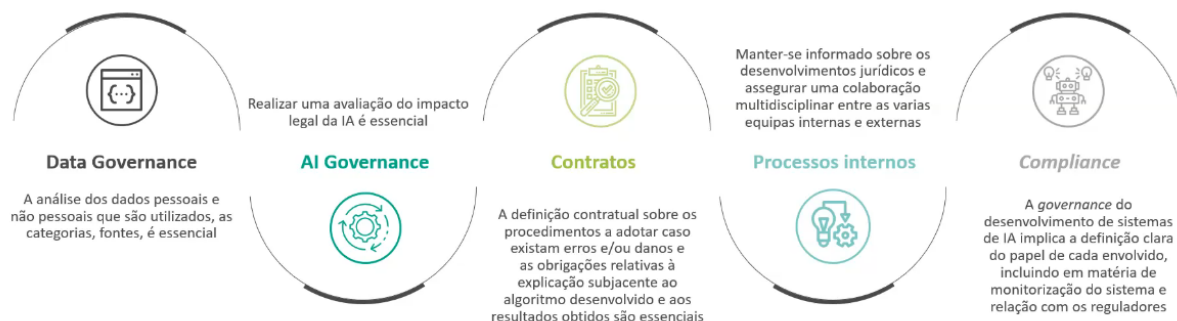 Data Governance
A análise dos dados pessoais e
não pessoais que são utilizados, as
categorias, fontes, é essencial
Realizar uma avaliação do impacto
legal da IA é essencial
AI Governance
Contratos
A definição contratual sobre os
procedimentos a adotar caso
existam erros e/ou danos e
as obrigações relativas à
explicação subjacente ao
algoritmo desenvolvido e aos
resultados obtidos são essenciais
Manter-se informado sobre os
desenvolvimentos jurídicos e
assegurar uma colaboração
multidisciplinar entre as varias
equipas internas e externas
Processos internos
Compliance
A governance do
desenvolvimento de sistemas
de IA implica a definição clara
do papel de cada envolvido,
incluindo em matéria de
monitorização do sistema e
relação com os reguladores